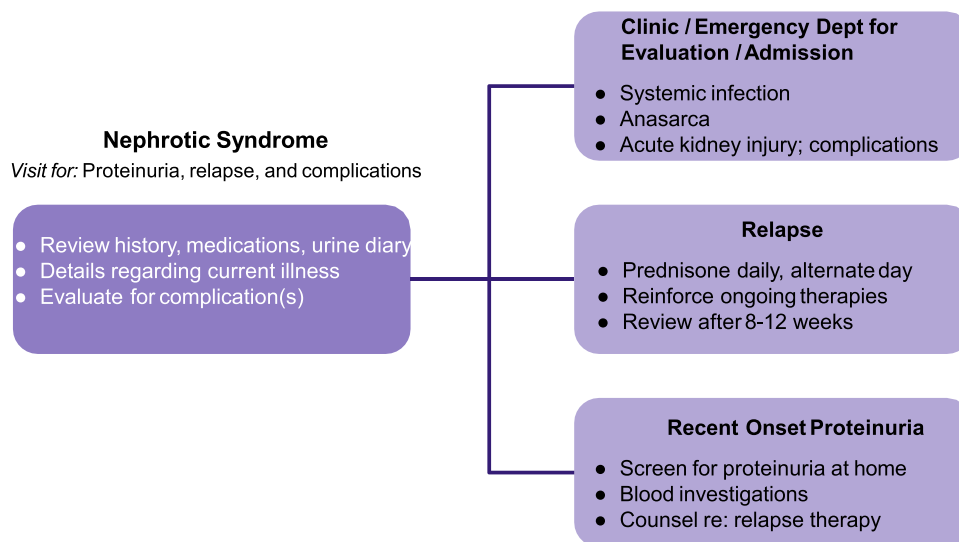 Nephrotic Syndrome
Visit for: Proteinuria, relapse, and complications
● Review history, medications, urine diary
● Details regarding current illness
● Evaluate for complication(s)
Clinic / Emergency Dept for
Evaluation / Admission
● Systemic infection
● Anasarca
● Acute kidney injury; complications
Relapse
● Prednisone daily, alternate day
● Reinforce ongoing therapies
● Review after 8-12 weeks
Recent Onset Proteinuria
● Screen for proteinuria at home
● Blood investigations
● Counsel re: relapse therapy